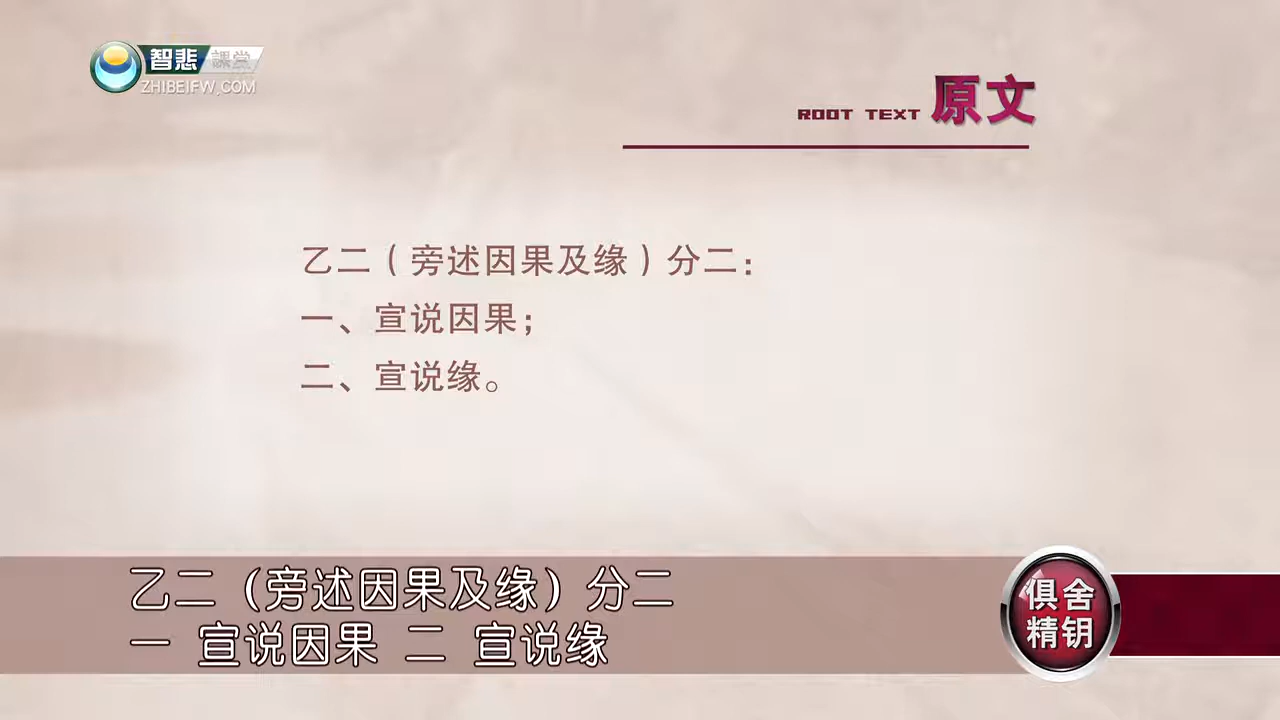 智悲課堂
ZHIBEIFW.COM
ROOT TEXT 原文
乙二（旁述因果及缘）分二：
一、宣说因果；
二、宣说缘。
乙二（旁述因果及缘）分二
一 宣说因果 二 宣说缘
俱舍
精钥